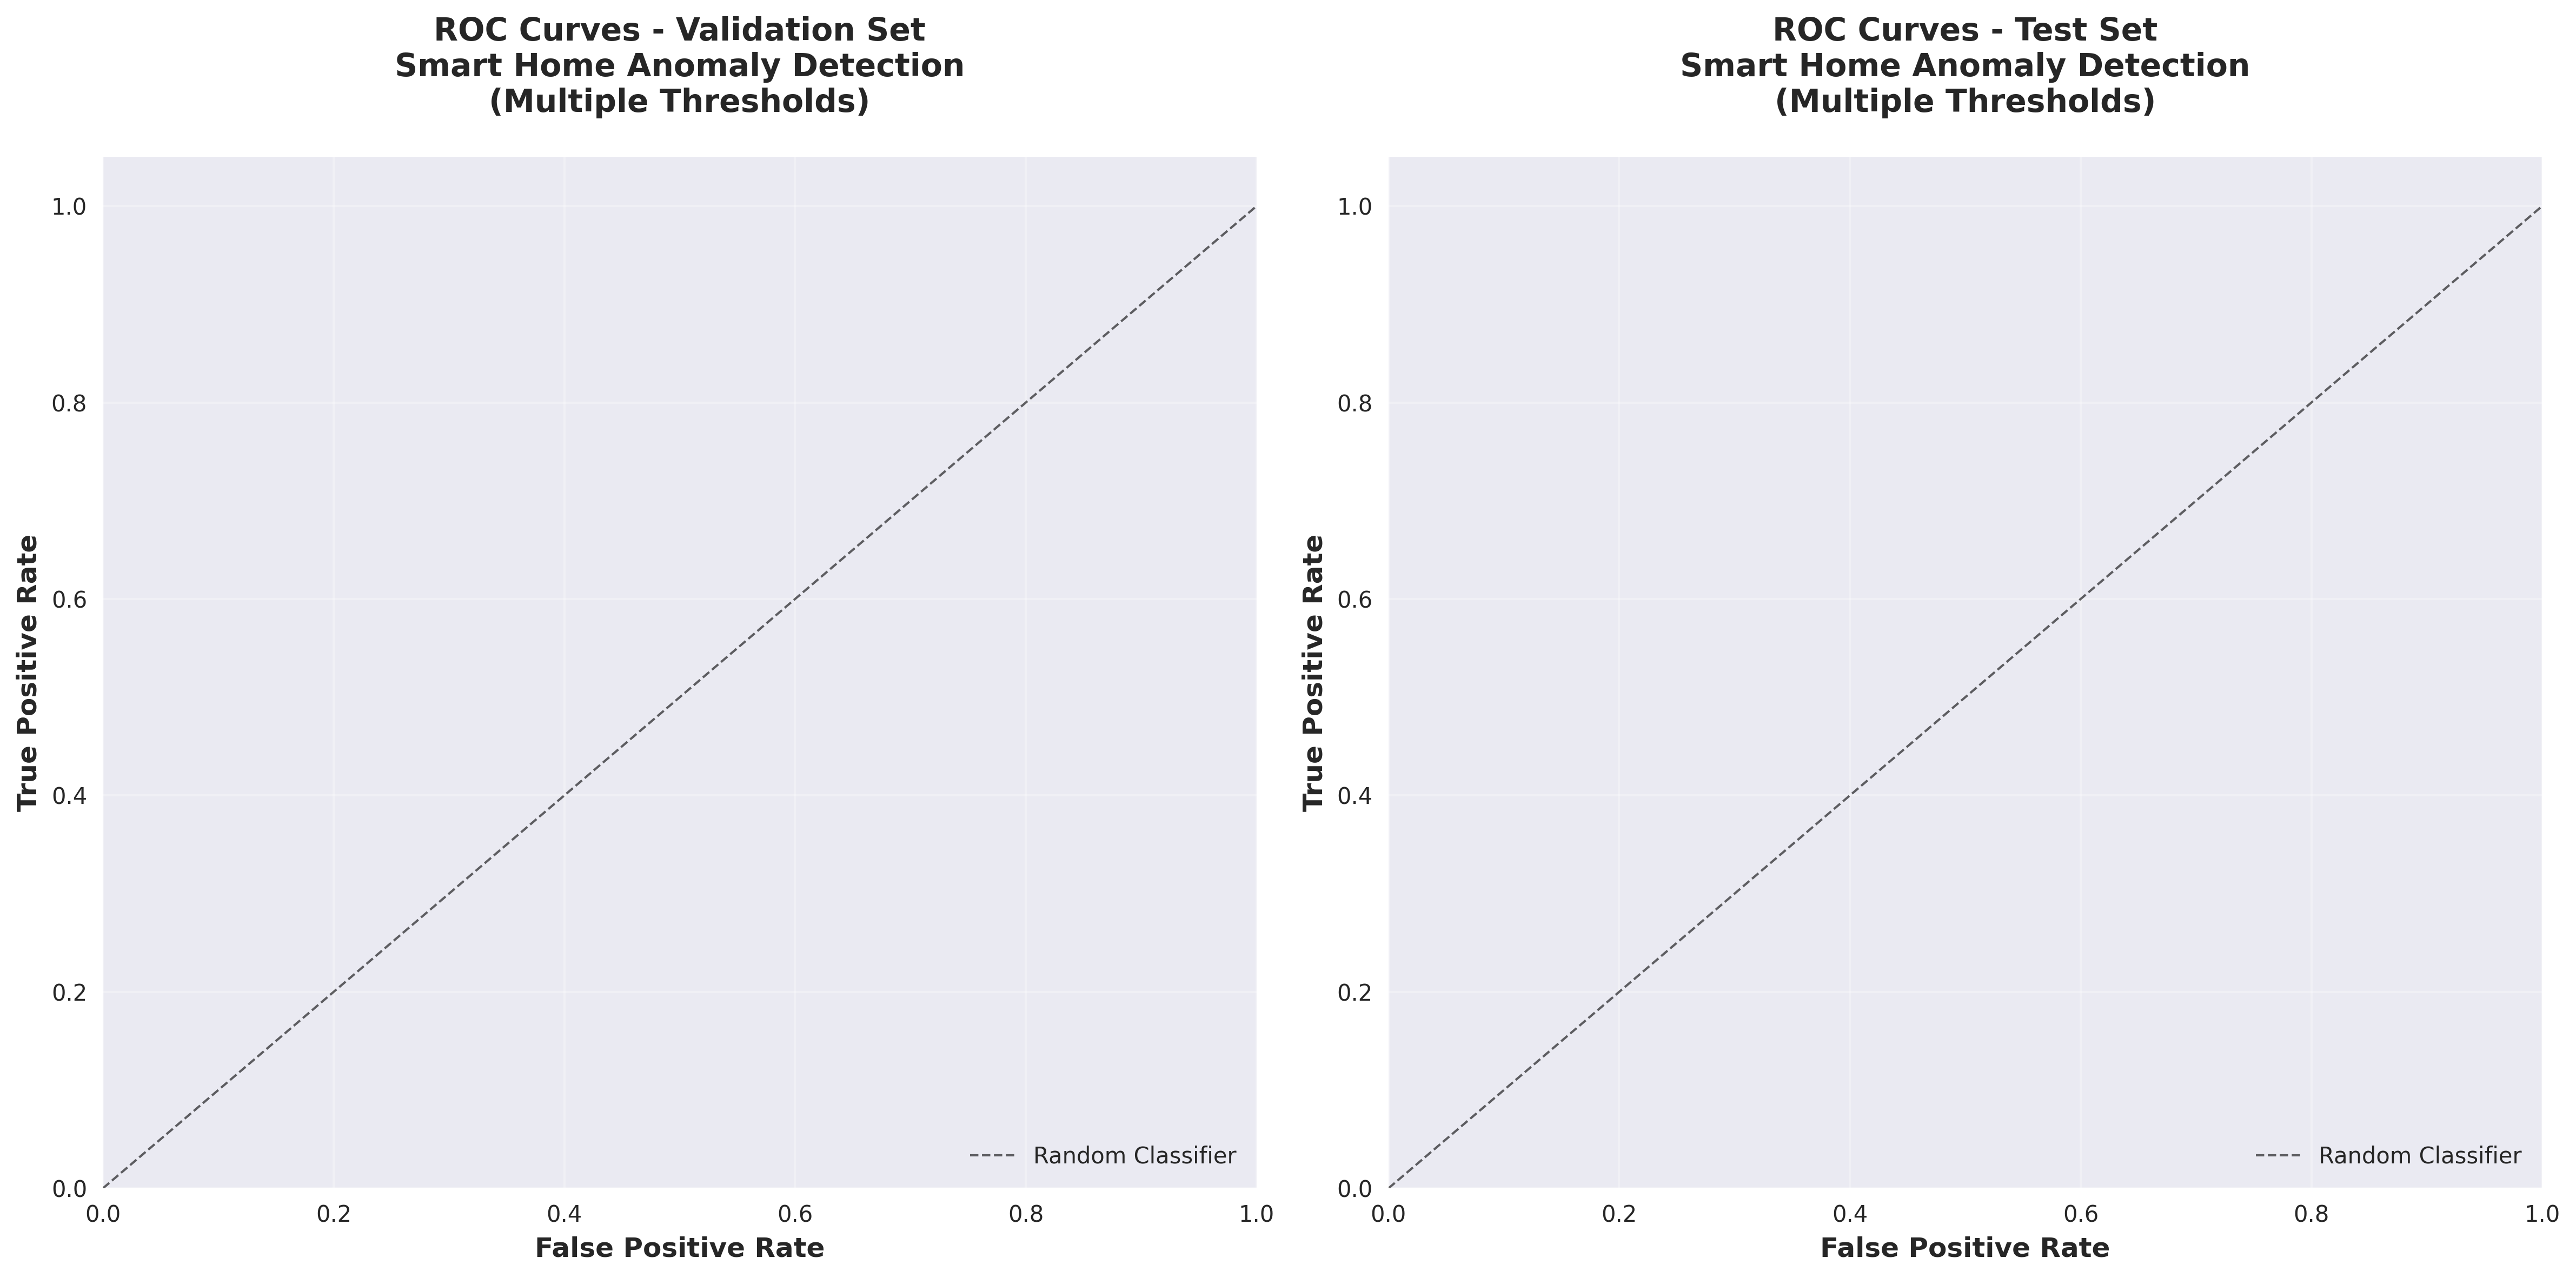 ROC Curves - Validation Set
Smart Home Anomaly Detection
(Multiple Thresholds)
True Positive Rate
1.0
0.8
0.6
0.4
0.2
0.0
Random Classifier
0.0 0.2 0.4 0.6 0.8 1.0
False Positive Rate
ROC Curves - Test Set
Smart Home Anomaly Detection
(Multiple Thresholds)
True Positive Rate
1.0
0.8
0.6
0.4
0.2
0.0
Random Classifier
0.0 0.2 0.4 0.6 0.8 1.0
False Positive Rate